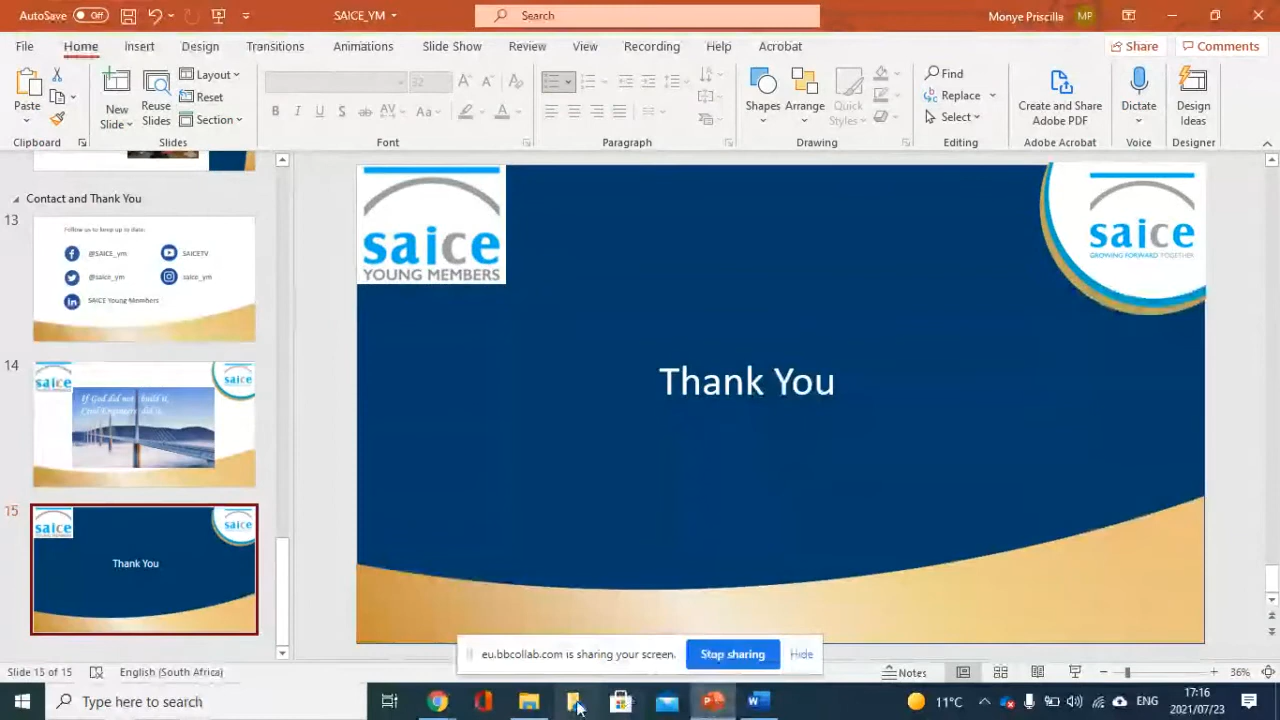 AutoSave Off
SAICE_YM
Search
Monye Priscilla
MP
File Home Insert Design Transitions Animations Slide Show Review View Recording Help Acrobat
Share Comments
Paste
New Slide
Reuse Slides
Layout
Reset
Section
32
B I U S ab AV Aa A
Shapes
Arrange
Quick Styles
Find
Replace
Select
Create and Share Adobe PDF
Dictate
Design Ideas
Clipboard Slides Font Paragraph Drawing Editing Adobe Acrobat Voice Designer
Contact and Thank You
13
Follow us to keep up to date:
@SAICE_ym
SAICETV
@saice_ym
saice_ym
SAICE Young Members
14
saice
saice
If God did not build it,
Civil Engineers did it.
15
saice
saice
Thank You
saice
YOUNG MEMBERS
saice
GROWING FORWARD TOGETHER
Thank You
eu.bbcollab.com is sharing your screen.
Stop sharing
Hide
Slide 15 of 15
English (South Africa)
Notes
36%
Type here to search
11°C
ENG
17:16
2021/07/23